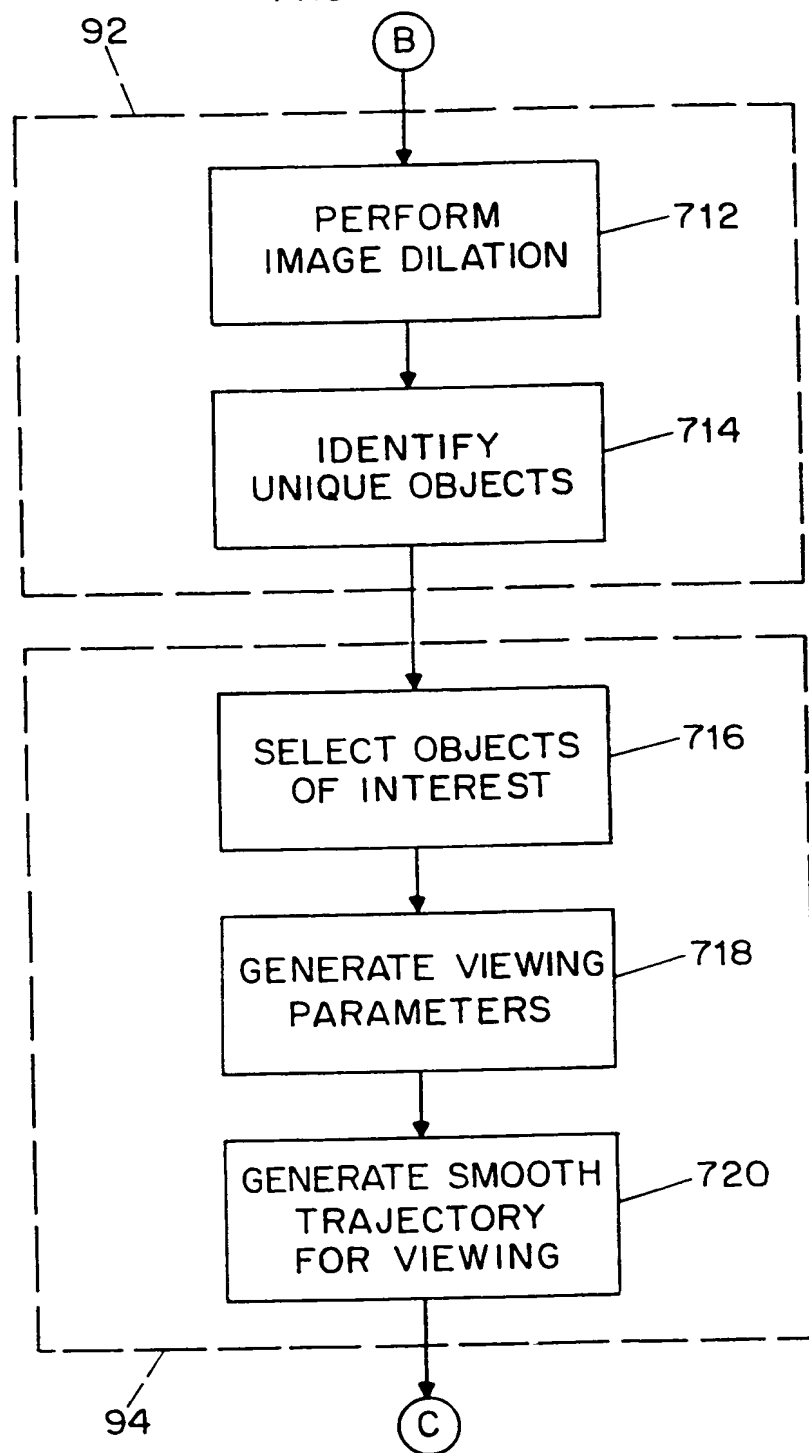 92
B
PERFORM
IMAGE DILATION
712
IDENTIFY
UNIQUE OBJECTS
714
SELECT OBJECTS
OF INTEREST
716
GENERATE VIEWING
PARAMETERS
718
GENERATE SMOOTH
TRAJECTORY
FOR VIEWING
720
94
C